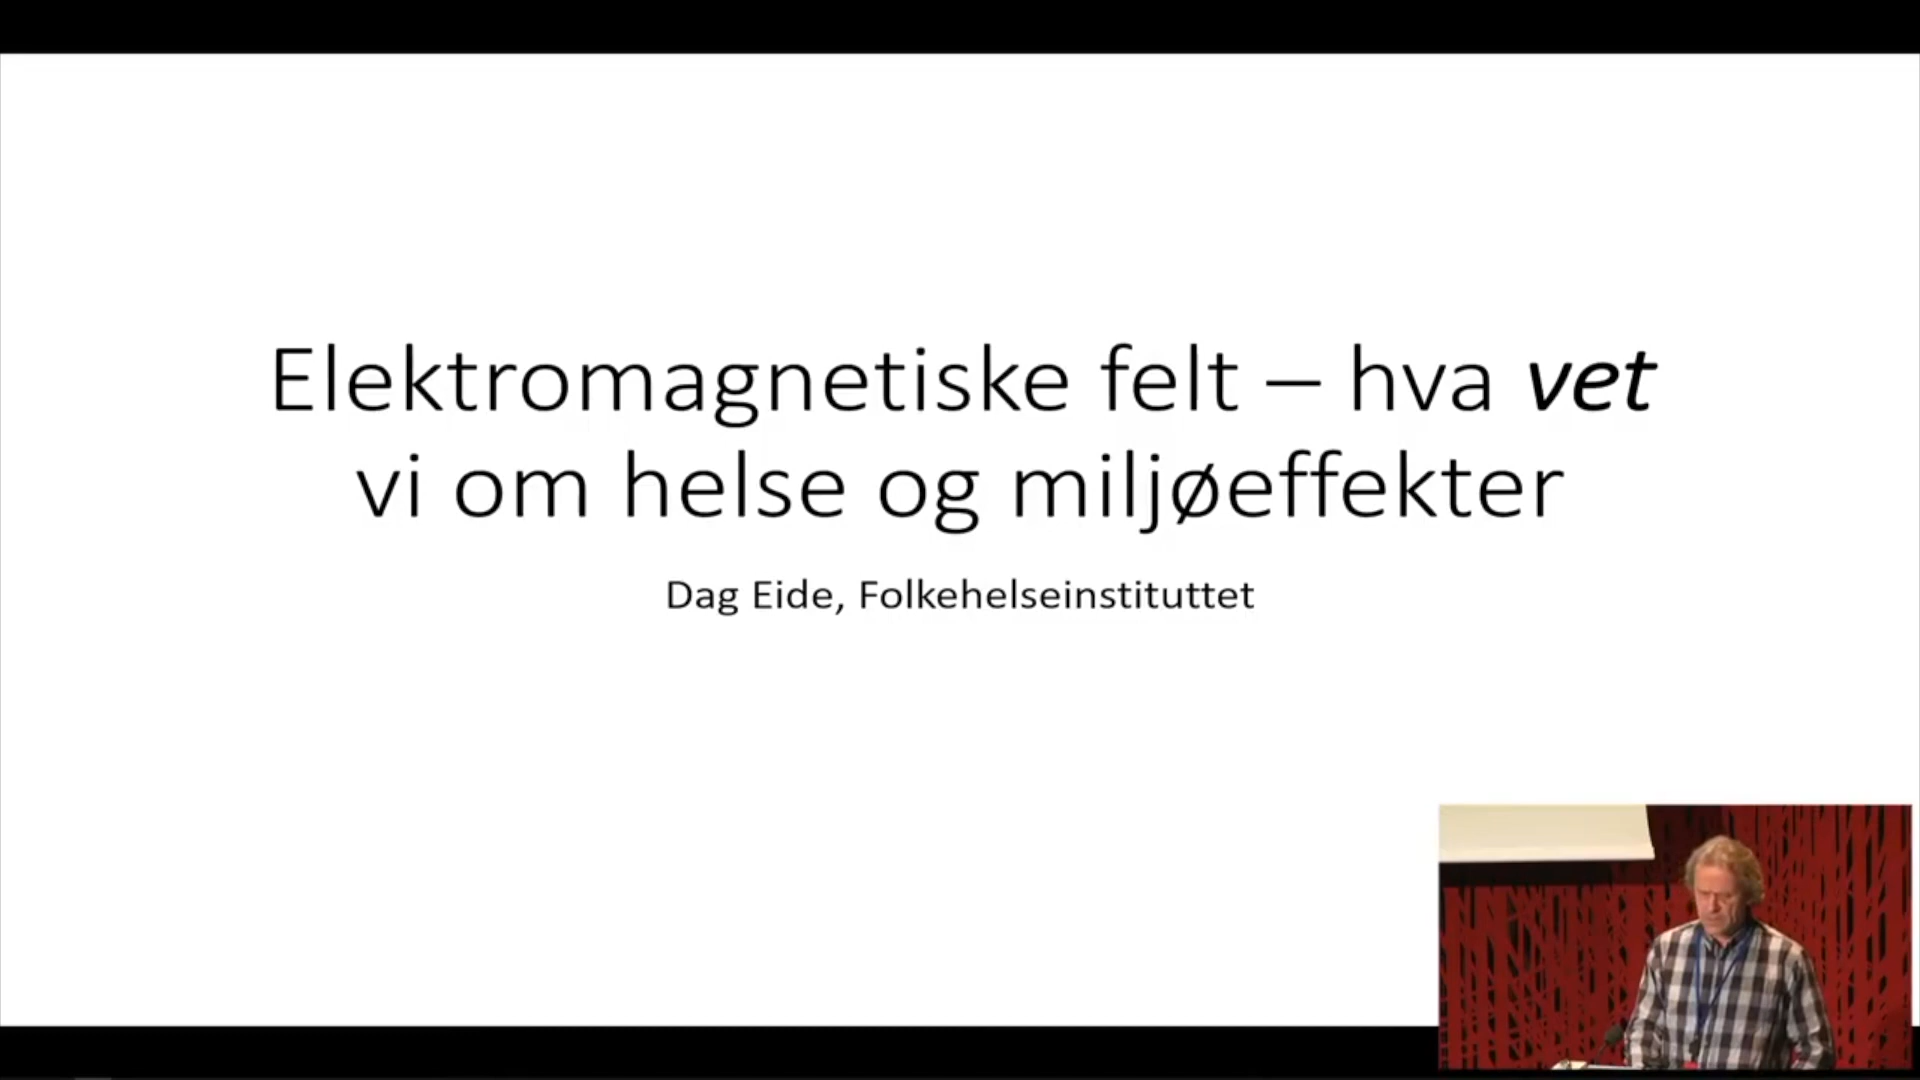 Elektromagnetiske felt – hva vet
vi om helse og miljøeffekter
Dag Eide, Folkehelseinstituttet